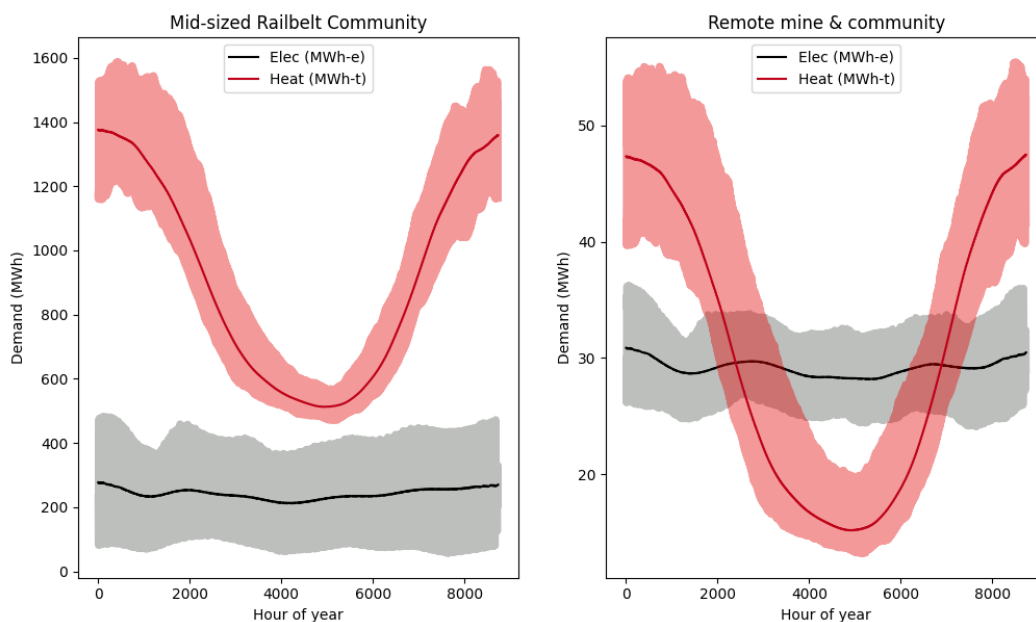 Mid-sized Railbelt Community
Elec (MWh-e)
Heat (MWh-t)
Demand (MWh)
1600
1400
1200
1000
800
600
400
200
0
0 2000 4000 6000 8000
Hour of year
Remote mine & community
Elec (MWh-e)
Heat (MWh-t)
Demand (MWh)
50
40
30
20
0 2000 4000 6000 8000
Hour of year